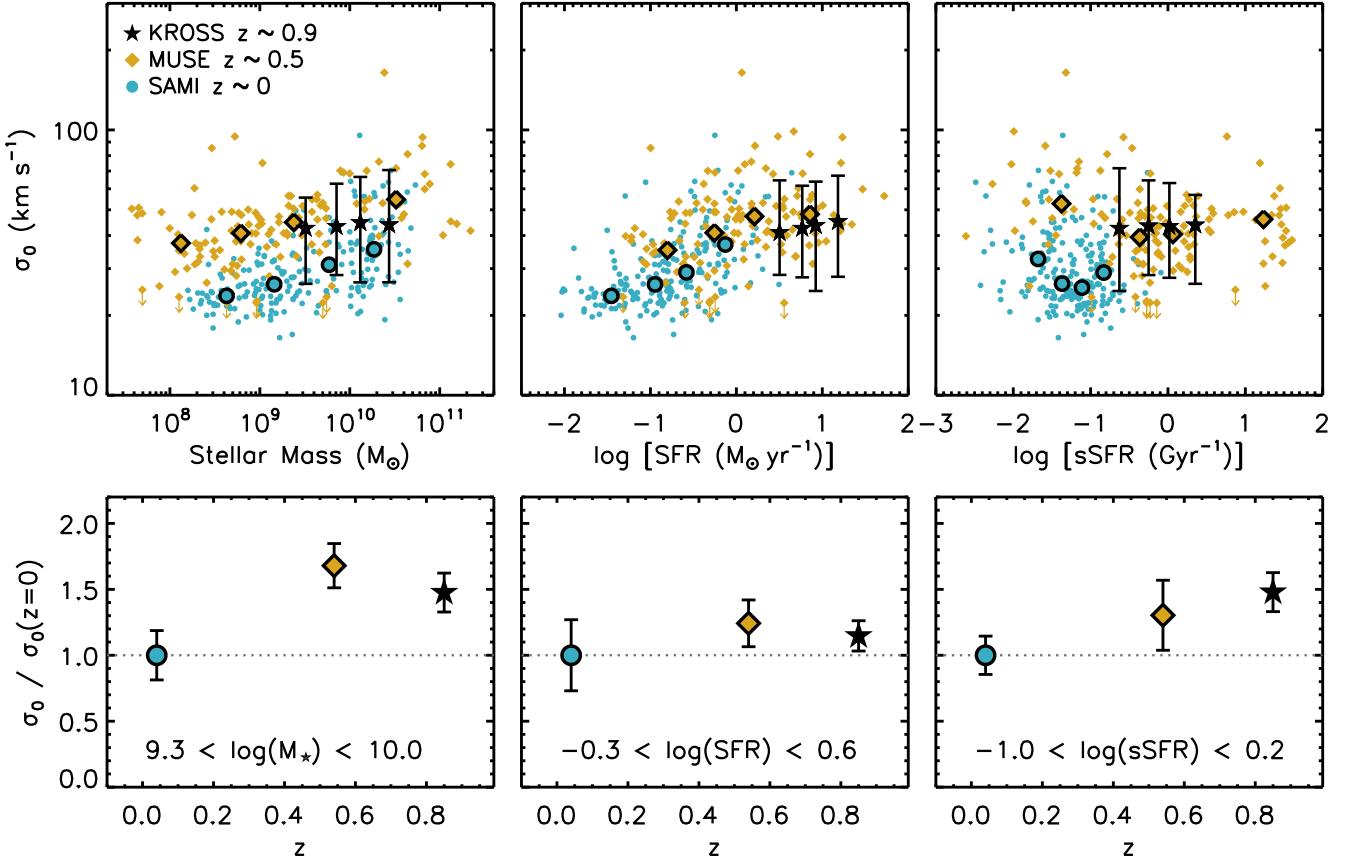 ★ KROSS z ~ 0.9
◆ MUSE z ~ 0.5
● SAMI z ~ 0
σ₀ (km s⁻¹)
100
10
10⁸ 10⁹ 10¹⁰ 10¹¹
Stellar Mass (M⊙)
−2 −1 0 1 2
log [SFR (M⊙ yr⁻¹)]
−3 −2 −1 0 1 2
log [sSFR (Gyr⁻¹)]
σ₀ / σ₀(z=0)
2.0
1.5
1.0
0.5
0.0
9.3 < log(M⋆) < 10.0
−0.3 < log(SFR) < 0.6
−1.0 < log(sSFR) < 0.2
0.0 0.2 0.4 0.6 0.8
0.0 0.2 0.4 0.6 0.8
0.0 0.2 0.4 0.6 0.8
z
z
z